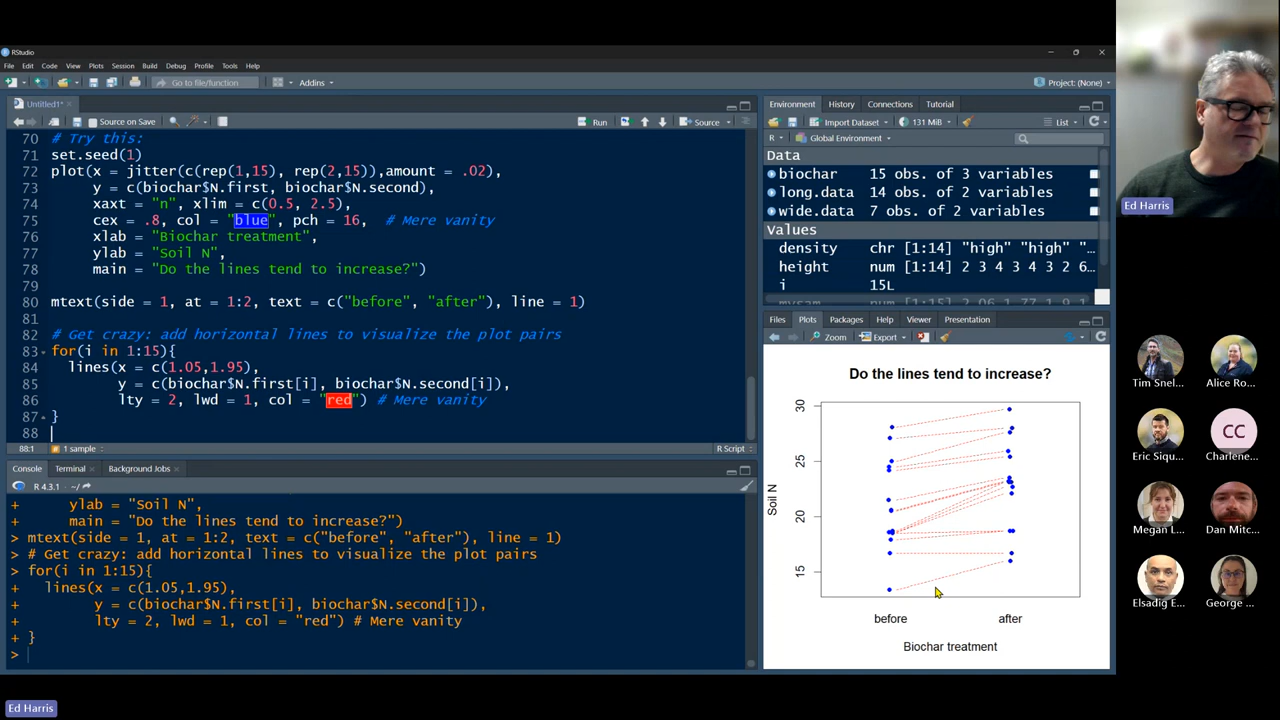 RStudio
File Edit Code View Plots Session Build Debug Profile Tools Help
Go to file/function Addins Project: (None)
Untitled1*
Source on Save Run Source
70 # Try this:
71 set.seed(1)
72 plot(x = jitter(c(rep(1,15), rep(2,15)),amount = .02),
73 y = c(biochar$N.first, biochar$N.second),
74 xaxt = "n", xlim = c(0.5, 2.5),
75 cex = .8, col = "blue", pch = 16, # Mere vanity
76 xlab = "Biochar treatment",
77 ylab = "Soil N",
78 main = "Do the lines tend to increase?")
79
80 mtext(side = 1, at = 1:2, text = c("before", "after"), line = 1)
81
82 # Get crazy: add horizontal lines to visualize the plot pairs
83 for(i in 1:15){
84 lines(x = c(1.05,1.95),
85 y = c(biochar$N.first[i], biochar$N.second[i]),
86 lty = 2, lwd = 1, col = "red") # Mere vanity
87 }
88
88:1 1 sample R Script
Console Terminal Background Jobs
R 4.3.1 · ~/
+ ylab = "Soil N",
+ main = "Do the lines tend to increase?")
> mtext(side = 1, at = 1:2, text = c("before", "after"), line = 1)
> # Get crazy: add horizontal lines to visualize the plot pairs
> for(i in 1:15){
+ lines(x = c(1.05,1.95),
+ y = c(biochar$N.first[i], biochar$N.second[i]),
+ lty = 2, lwd = 1, col = "red") # Mere vanity
+ }
>
Environment History Connections Tutorial
Import Dataset 131 MiB List
R Global Environment
Data
biochar 15 obs. of 3 variables
long.data 14 obs. of 2 variables
wide.data 7 obs. of 2 variables
Values
density chr [1:14] "high" "high" "…
height num [1:14] 2 3 4 3 4 3 2 6…
i 15L
Files Plots Packages Help Viewer Presentation
Zoom Export
Do the lines tend to increase?
30
25
20
15
Soil N
before after
Biochar treatment
Ed Harris
Tim Snel... Alice Ro...
CC
Eric Siqu... Charlene...
Megan L... Dan Mitc...
Elsadig E... George ...
Ed Harris